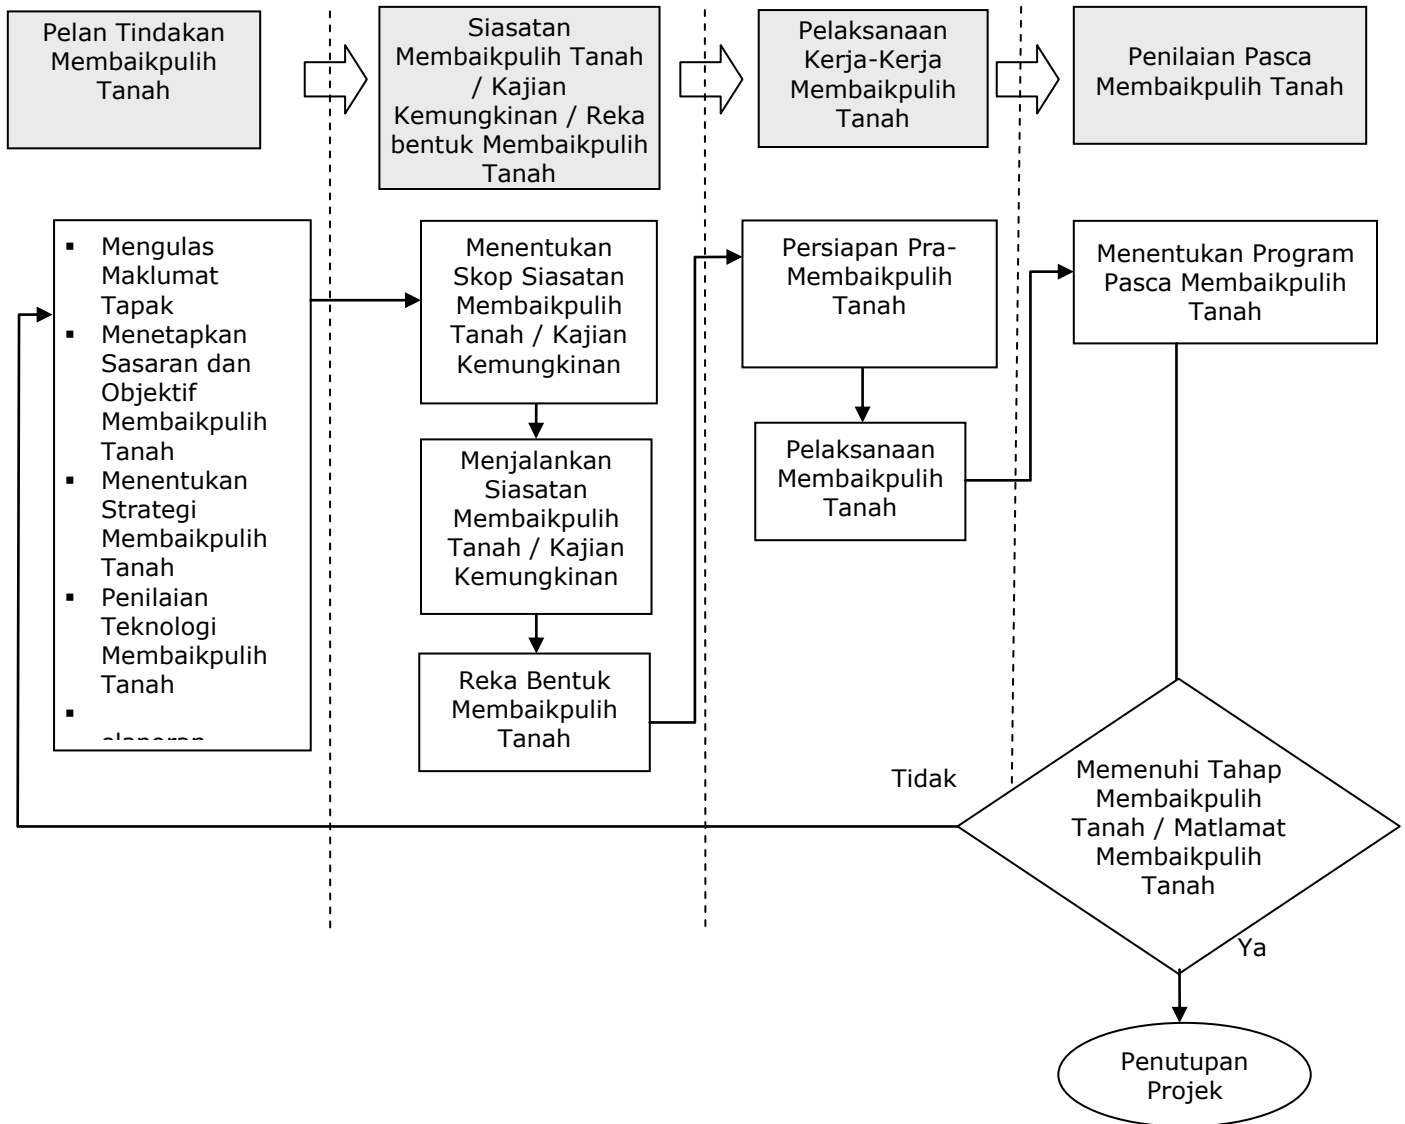 Pelan Tindakan
Membaikpulih
Tanah
Siasatan
Membaikpulih Tanah
/ Kajian
Kemungkinan / Reka
bentuk Membaikpulih
Tanah
Pelaksanaan
Kerja-Kerja
Membaikpulih
Tanah
Penilaian Pasca
Membaikpulih Tanah
▪ Mengulas
Maklumat
Tapak
▪ Menetapkan
Sasaran dan
Objektif
Membaikpulih
Tanah
▪ Menentukan
Strategi
Membaikpulih
Tanah
▪ Penilaian
Teknologi
Membaikpulih
Tanah
▪
Menentukan
Skop Siasatan
Membaikpulih
Tanah / Kajian
Kemungkinan
Menjalankan
Siasatan
Membaikpulih
Tanah / Kajian
Kemungkinan
Reka Bentuk
Membaikpulih
Tanah
Persiapan Pra-
Membaikpulih
Tanah
Pelaksanaan
Membaikpulih
Tanah
Menentukan Program
Pasca Membaikpulih
Tanah
Tidak
Memenuhi Tahap
Membaikpulih
Tanah / Matlamat
Membaikpulih
Tanah
Ya
Penutupan
Projek